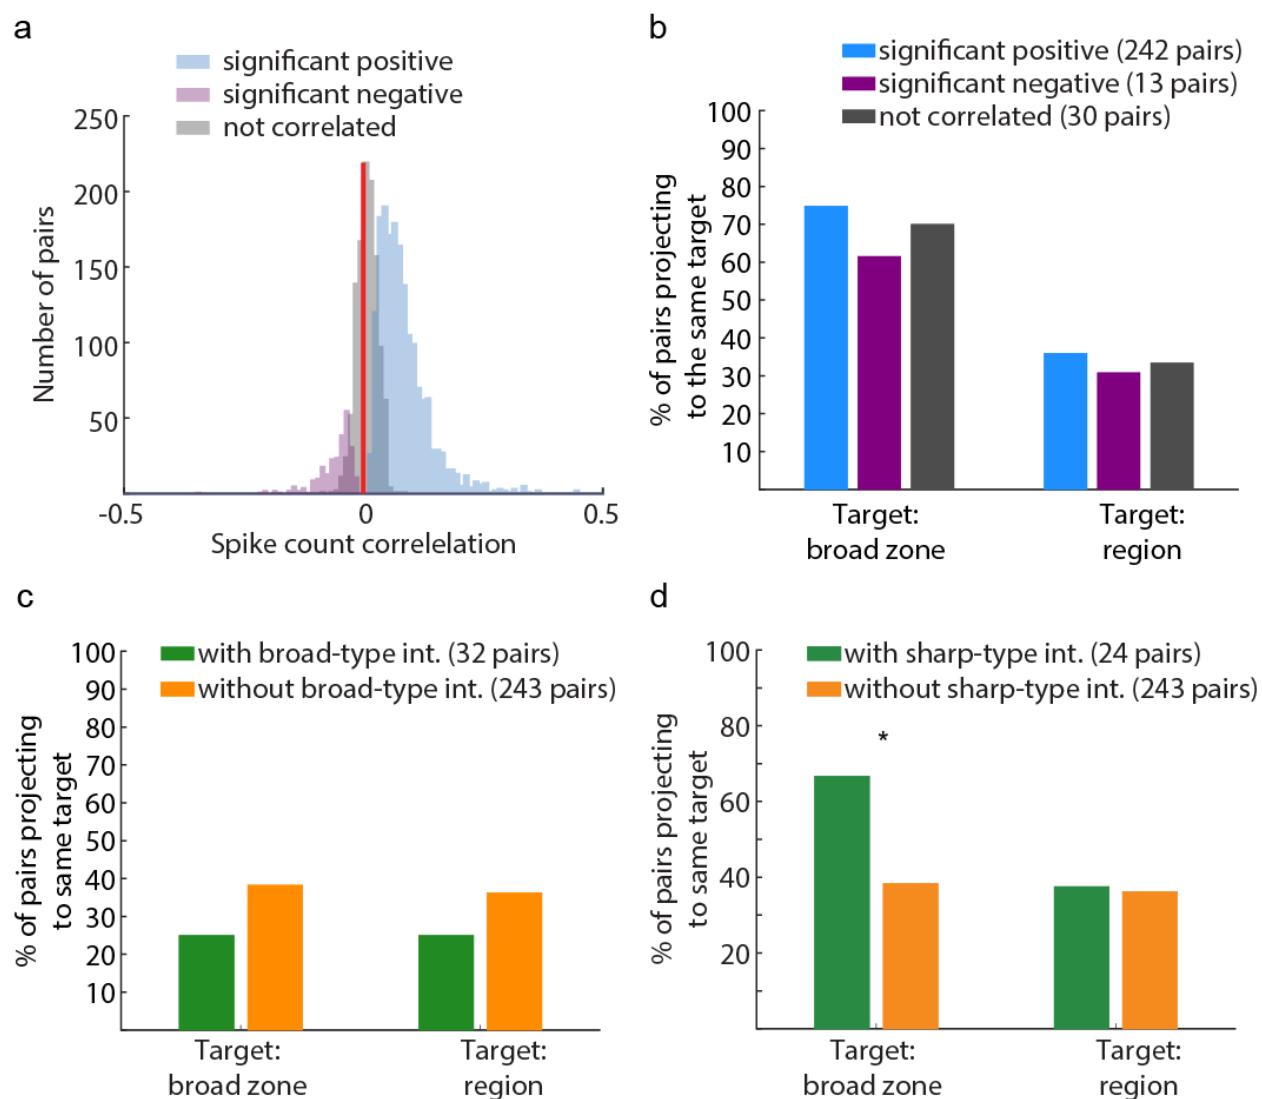 a
significant positive
significant negative
not correlated
250
200
150
100
50
Number of pairs
-0.5
0
0.5
Spike count correlelation
b
significant positive (242 pairs)
significant negative (13 pairs)
not correlated (30 pairs)
100
90
80
70
60
50
40
30
20
10
% of pairs projecting
to the same target
Target:
broad zone
Target:
region
c
with broad-type int. (32 pairs)
without broad-type int. (243 pairs)
100
90
80
70
60
50
40
30
20
10
% of pairs projecting
to same target
Target:
broad zone
Target:
region
d
with sharp-type int. (24 pairs)
without sharp-type int. (243 pairs)
*
100
80
60
40
20
% of pairs projecting
to same target
Target:
broad zone
Target:
region